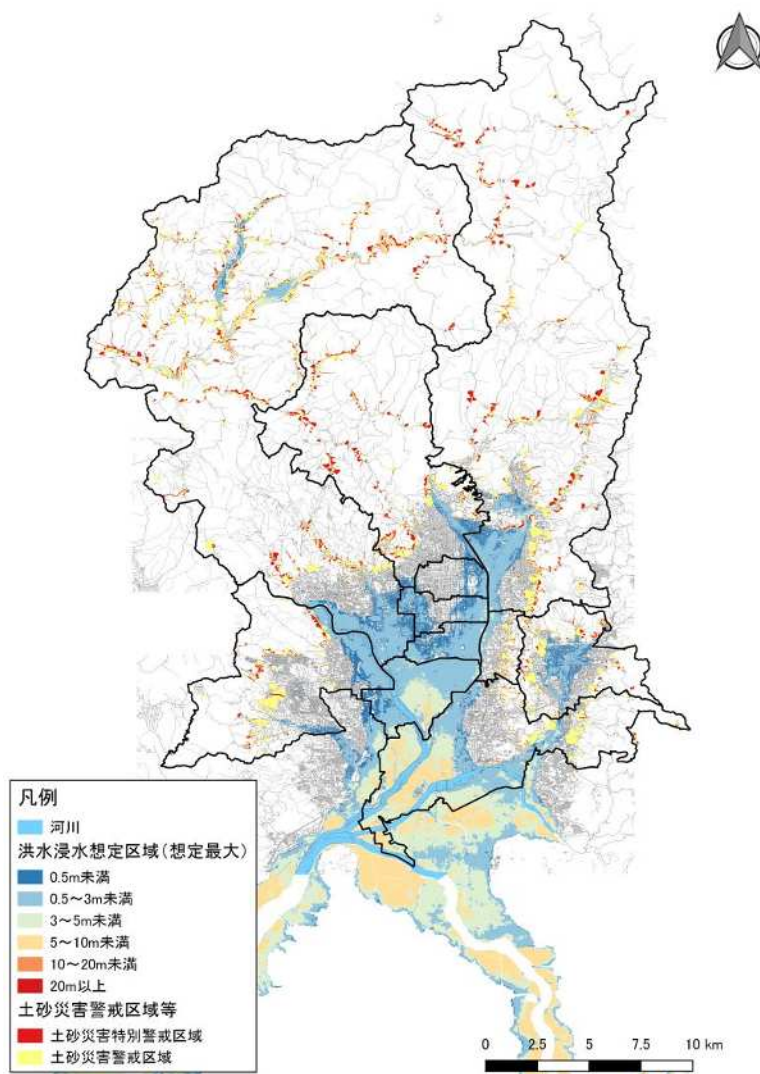 凡例
河川
洪水浸水想定区域(想定最大)
0.5m未満
0.5~3m未満
3~5m未満
5~10m未満
10~20m未満
20m以上
土砂災害警戒区域等
土砂災害特別警戒区域
土砂災害警戒区域
0 2.5 5 7.5 10 km